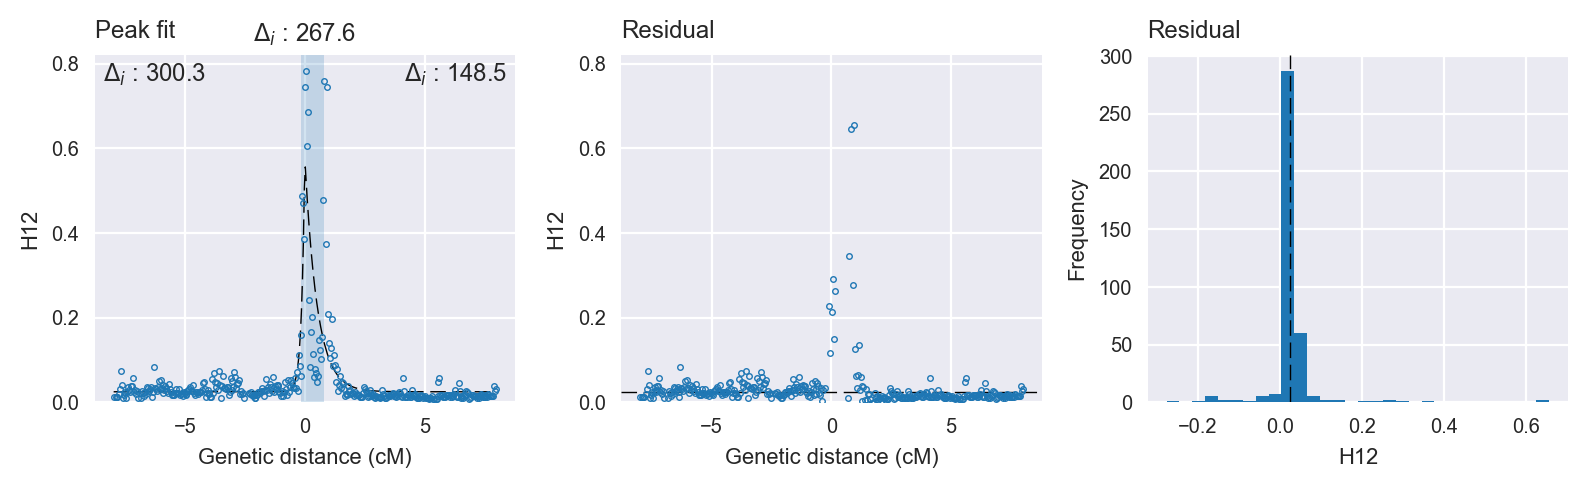 Peak fit
Δi : 267.6
Δi : 300.3
Δi : 148.5
0.8
0.6
0.4
0.2
0.0
H12
−5
0
5
Genetic distance (cM)
Residual
0.8
0.6
0.4
0.2
0.0
H12
−5
0
5
Genetic distance (cM)
Residual
300
250
200
150
100
50
0
Frequency
−0.2
0.0
0.2
0.4
0.6
H12